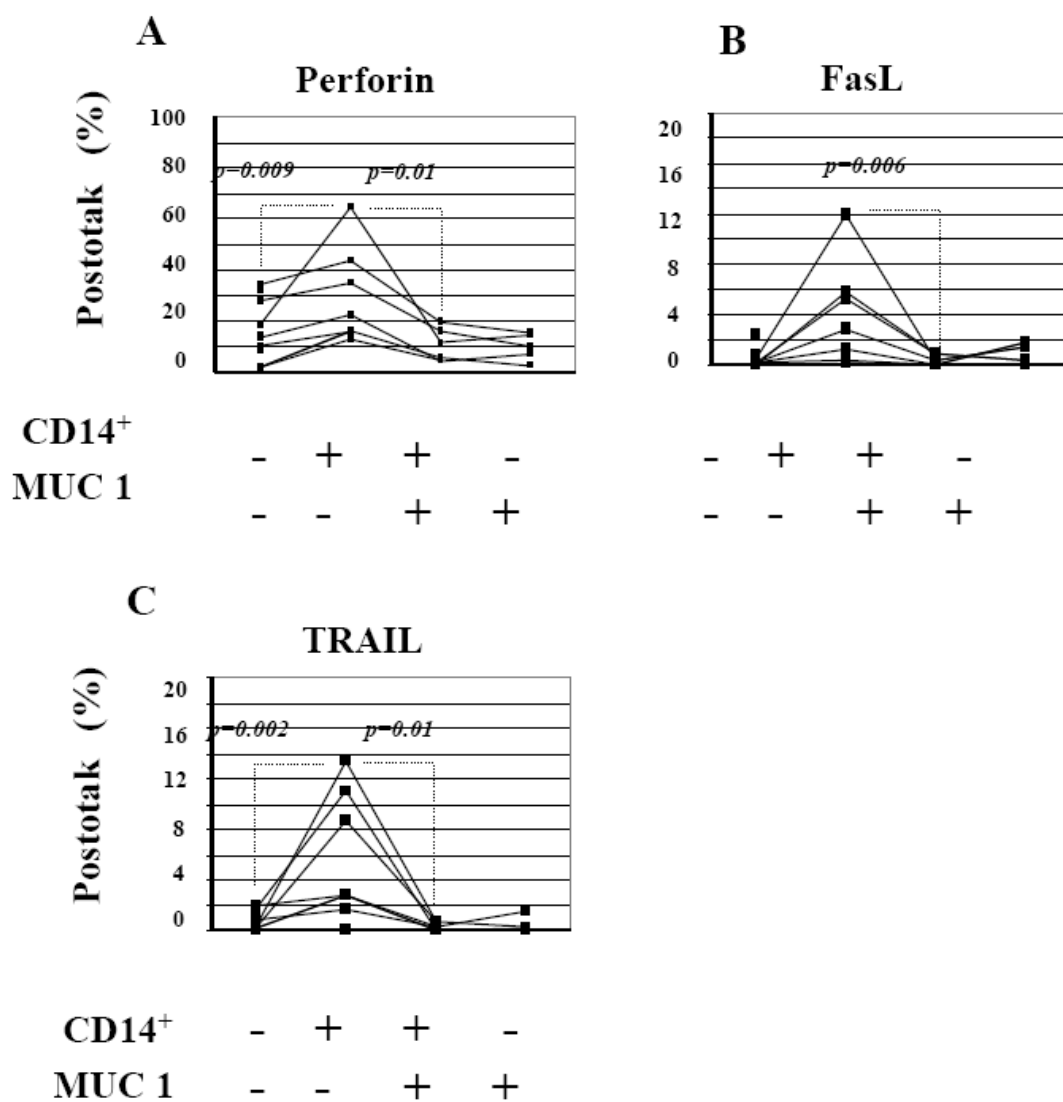 A
Perforin
Postotak (%)
100
80
60
40
20
0
p=0.009
p=0.01
B
FasL
20
16
12
8
4
0
p=0.006
CD14+ - + + -
MUC 1 - - + +
- + + -
- - + +
C
TRAIL
Postotak (%)
20
16
12
8
4
0
p=0.002
p=0.01
CD14+ - + + -
MUC 1 - - + +